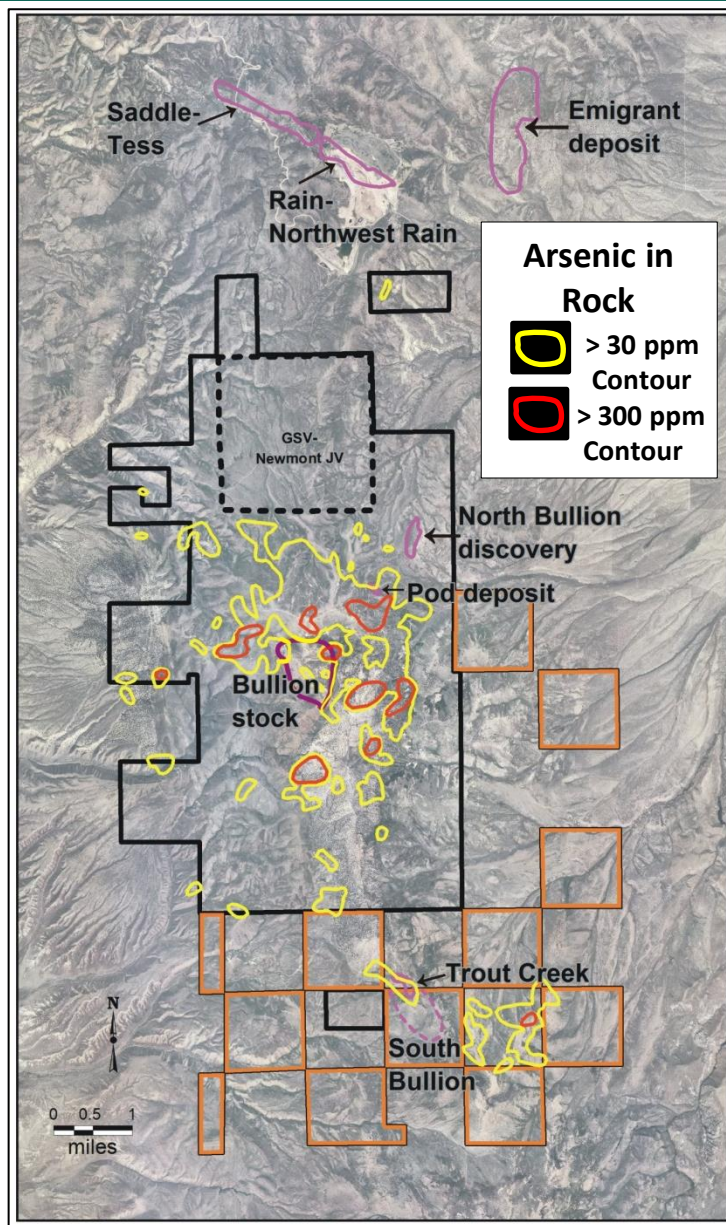 Saddle-
Tess
Emigrant
deposit
Rain-
Northwest Rain
Arsenic in
Rock
> 30 ppm
Contour
> 300 ppm
Contour
GSV-
Newmont JV
North Bullion
discovery
Pod deposit
Bullion
stock
Trout Creek
South
Bullion
N
0 0.5 1
miles